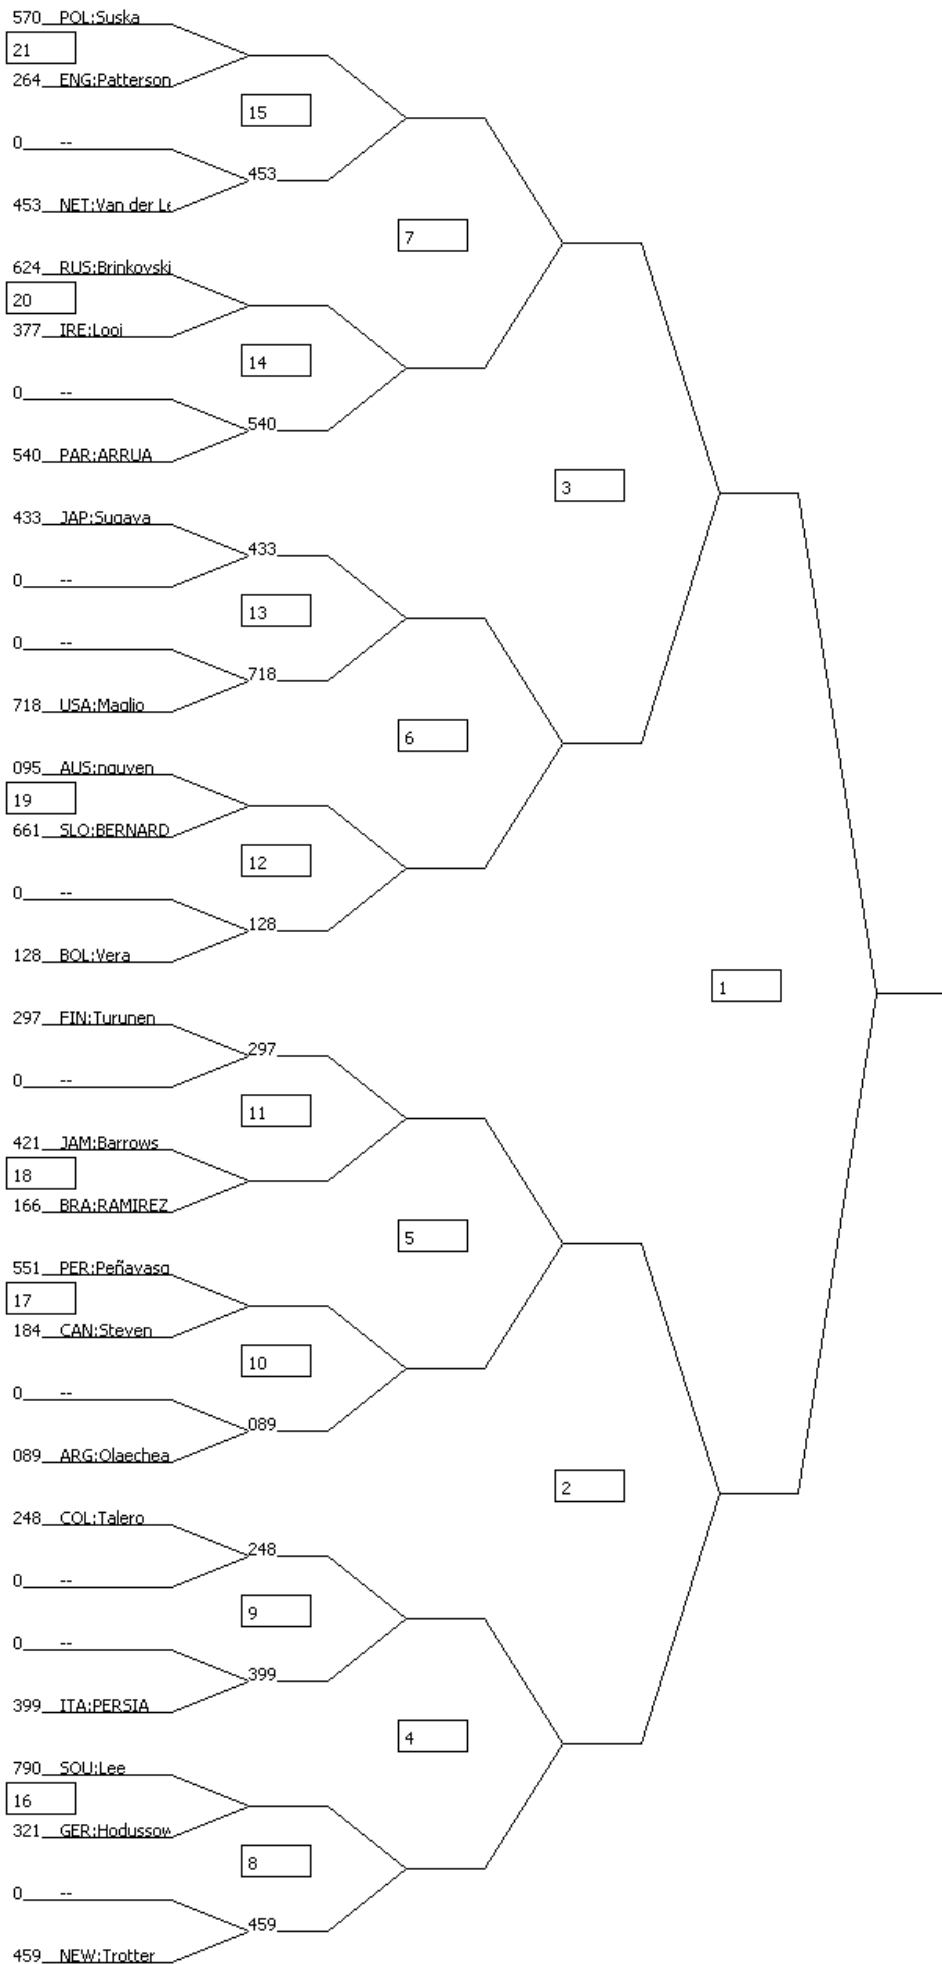 570 POL:Suska
21
264 ENG:Patterson
15
0 --
453
453 NET:Van der Le
7
624 RUS:Brinkovski
20
377 IRE:Looi
14
0 --
540
540 PAR:ARRUA
3
433 JAP:Sugaya
433
0 --
13
0 --
718
718 USA:Maglio
6
095 AUS:nguyen
19
661 SLO:BERNARD
12
0 --
128
128 BOL:Vera
1
297 FIN:Turunen
297
0 --
11
421 JAM:Barrows
18
166 BRA:RAMIREZ
5
551 PER:Peñavasq
17
184 CAN:Steven
10
0 --
089
089 ARG:Olaechea
2
248 COL:Talero
248
0 --
9
0 --
399
399 ITA:PERSIA
4
790 SOU:Lee
16
321 GER:Hodussow
8
0 --
459
459 NEW:Trotter